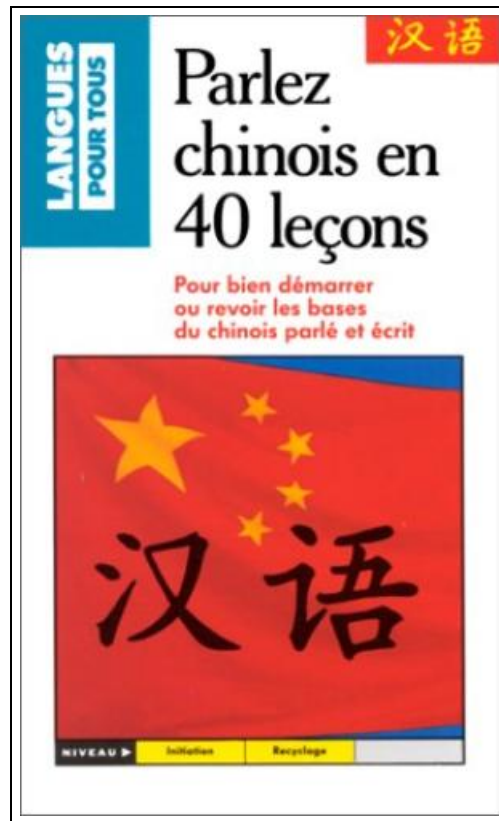 LANGUES
POUR TOUS
汉语
Parlez
chinois en
40 leçons
Pour bien démarrer
ou revoir les bases
du chinois parlé et écrit
汉语
NIVEAU ▶ Initiation Recyclage